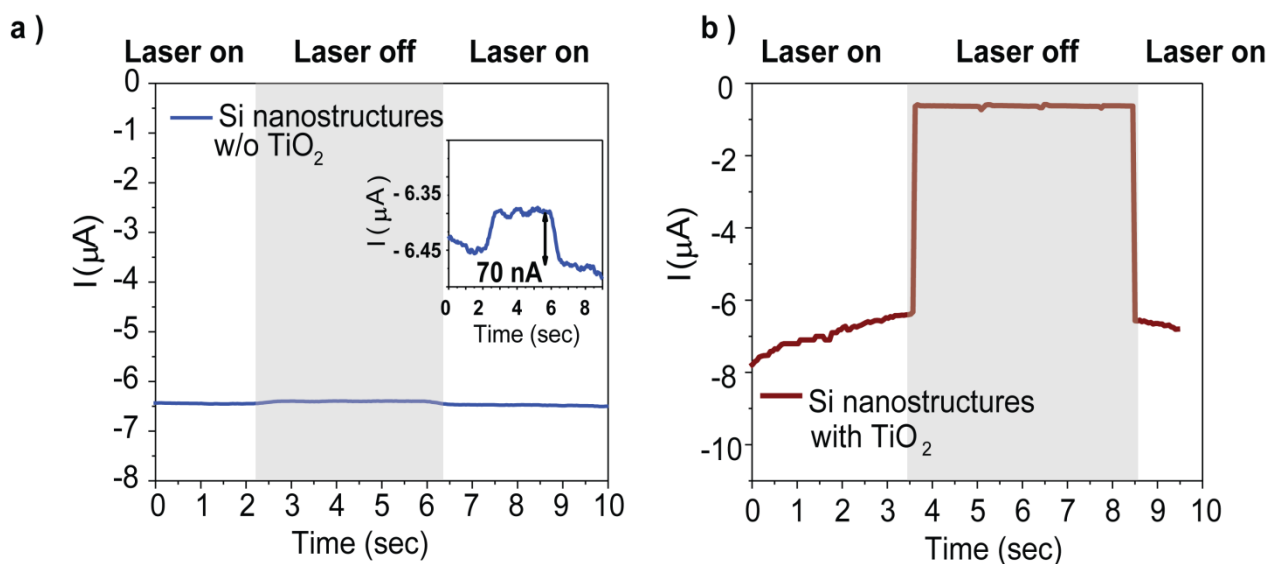 a )
Laser on Laser off Laser on
0
-1
-2
-3
-4
-5
-6
-7
-8
I (µA)
Si nanostructures
w/o TiO2
I (µA)
- 6.35
- 6.45
70 nA
0 2 4 6 8
Time (sec)
0 1 2 3 4 5 6 7 8 9 10
Time (sec)
b )
Laser on Laser off Laser on
0
-2
-4
-6
-8
-10
I (µA)
Si nanostructures
with TiO2
0 1 2 3 4 5 6 7 8 9 10
Time (sec)